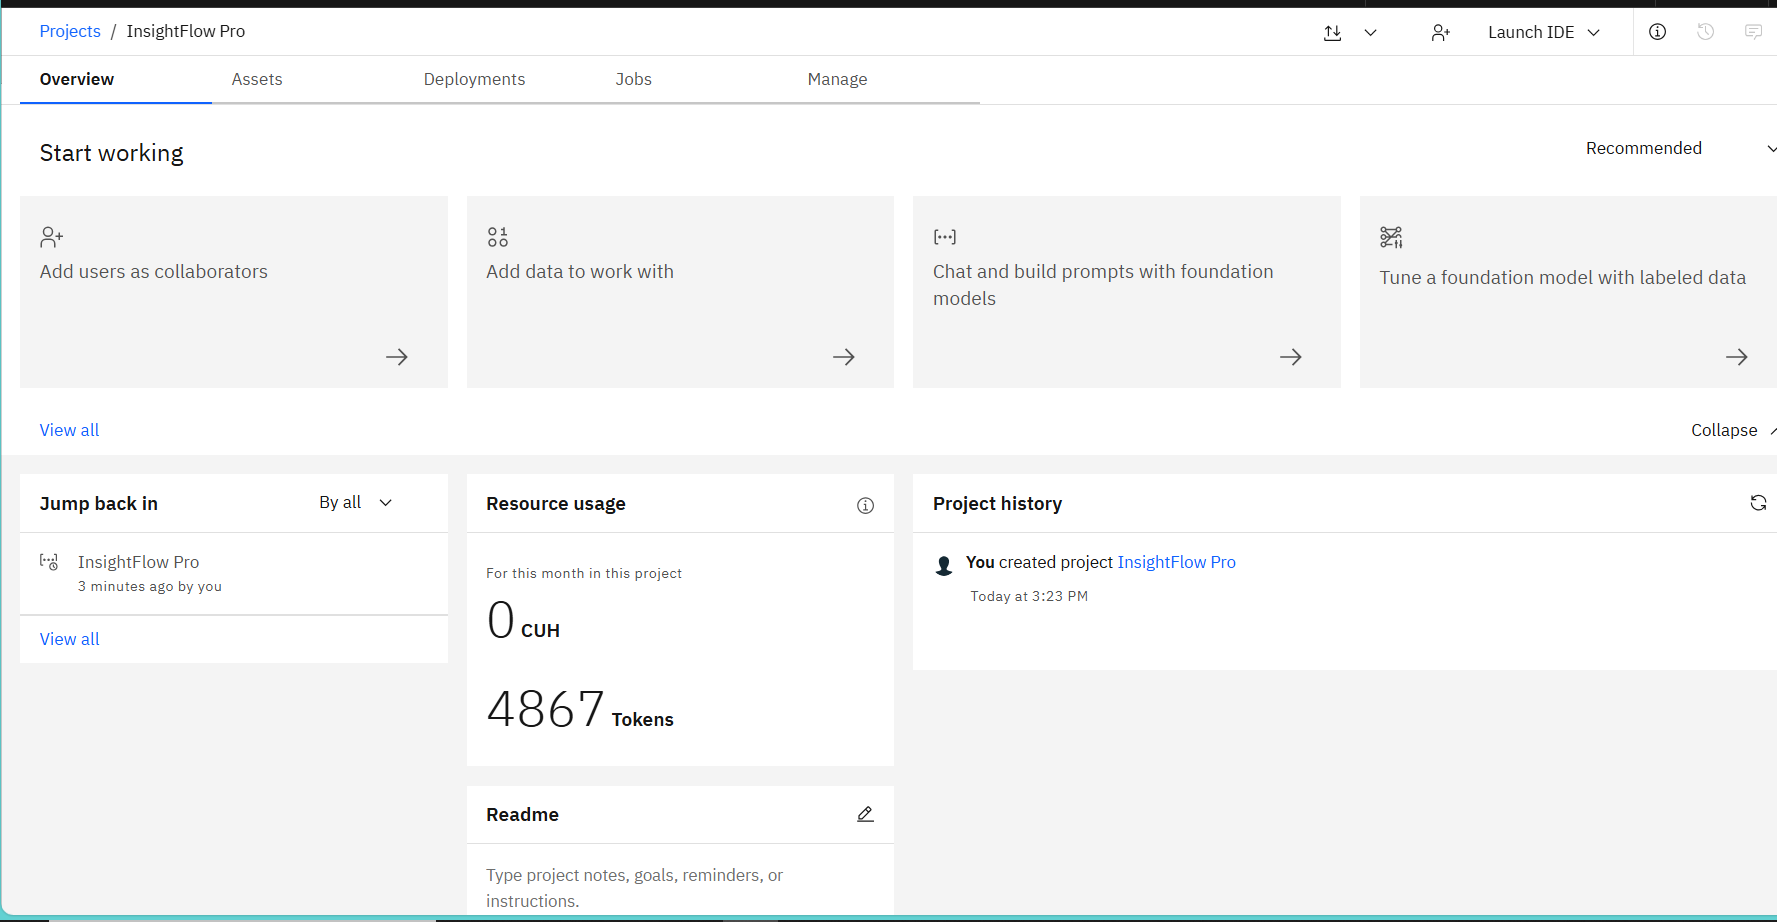 Projects / InsightFlow Pro
Launch IDE
Overview
Assets
Deployments
Jobs
Manage
Start working
Recommended
Add users as collaborators
Add data to work with
Chat and build prompts with foundation
models
Tune a foundation model with labeled data
View all
Collapse
Jump back in
By all
InsightFlow Pro
3 minutes ago by you
View all
Resource usage
For this month in this project
0 CUH
4867 Tokens
Readme
Type project notes, goals, reminders, or
instructions.
Project history
You created project InsightFlow Pro
Today at 3:23 PM